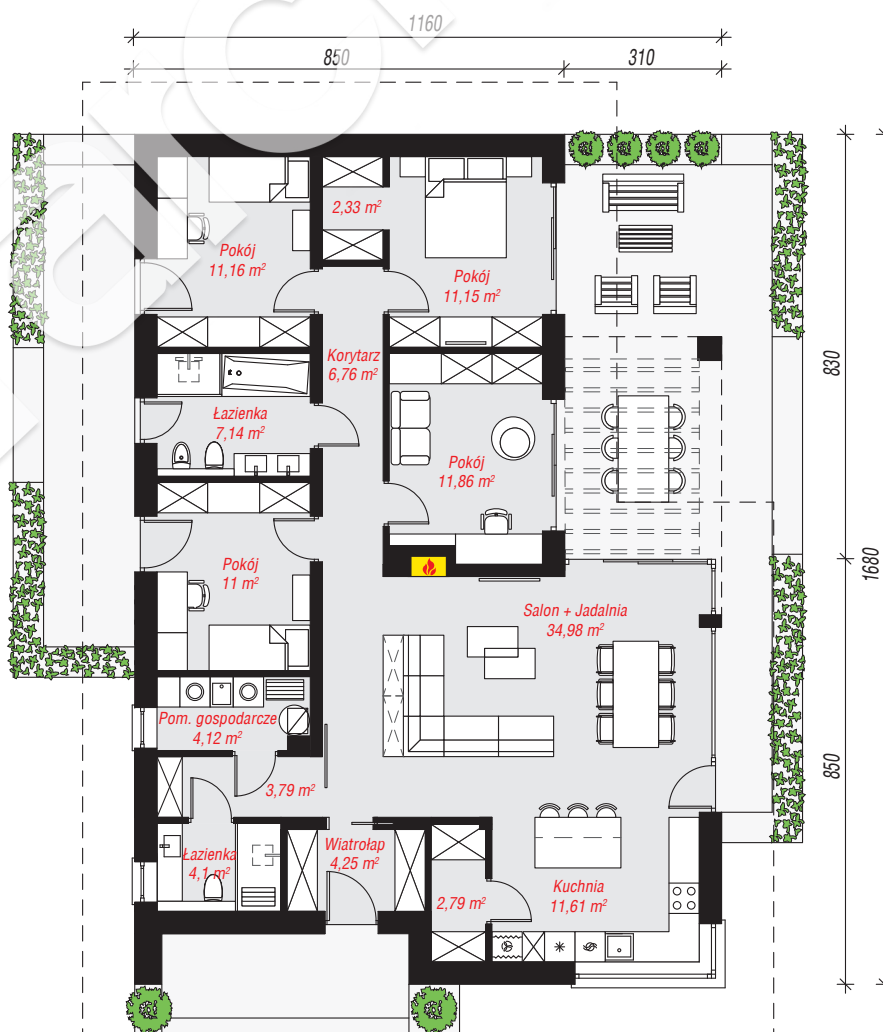 1160
850
310
2,33 m²
Pokój
11,16 m²
Pokój
11,15 m²
830
Korytarz
6,76 m²
Łazienka
7,14 m²
Pokój
11,86 m²
Pokój
11 m²
1680
Salon + Jadalnia
34,98 m²
Pom. gospodarcze
4,12 m²
3,79 m²
850
Wiatrołap
4,25 m²
Łazienka
4,1 m²
2,79 m²
Kuchnia
11,61 m²